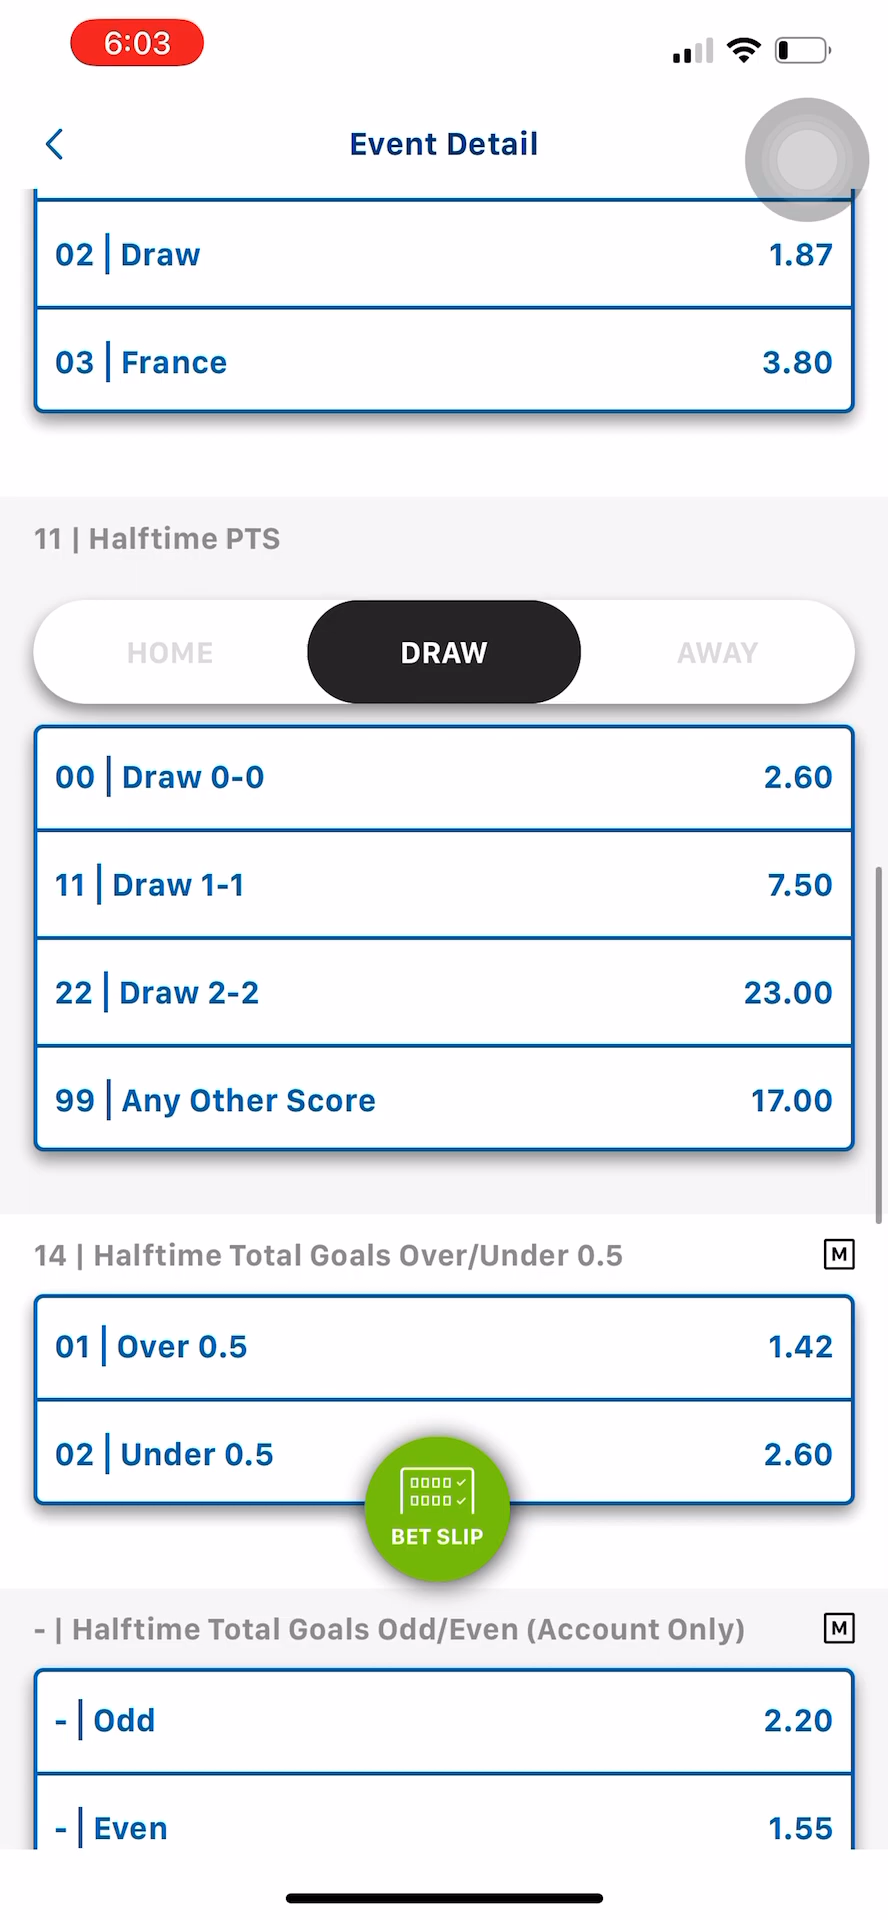 6:03
Event Detail
02 | Draw 1.87
03 | France 3.80
11 | Halftime PTS
HOME DRAW AWAY
00 | Draw 0-0 2.60
11 | Draw 1-1 7.50
22 | Draw 2-2 23.00
99 | Any Other Score 17.00
14 | Halftime Total Goals Over/Under 0.5 M
01 | Over 0.5 1.42
02 | Under 0.5 2.60
BET SLIP
- | Halftime Total Goals Odd/Even (Account Only) M
- | Odd 2.20
- | Even 1.55